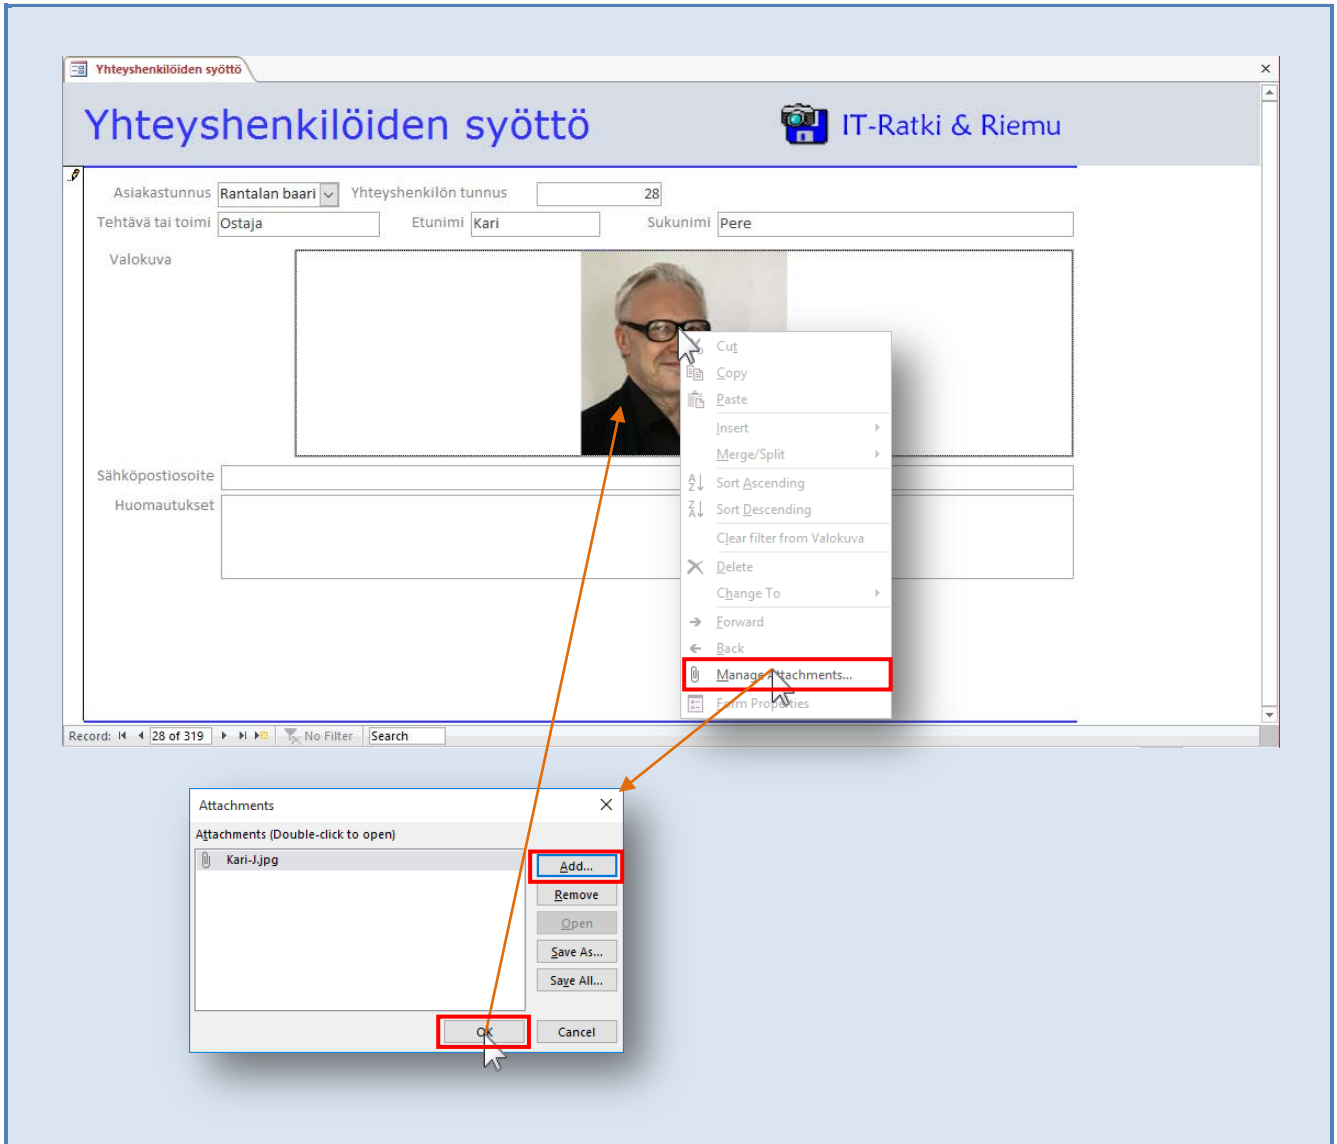 Yhteyshenkilöiden syöttö
Yhteyshenkilöiden syöttö
IT-Ratki & Riemu
Asiakastunnus Rantalan baari Yhteyshenkilön tunnus 28
Tehtävä tai toimi Ostaja Etunimi Kari Sukunimi Pere
Valokuva
Cut
Copy
Paste
Insert
Merge/Split
Sort Ascending
Sort Descending
Clear filter from Valokuva
Delete
Change To
Forward
Back
Manage Attachments...
Form Properties
Sähköpostiosoite
Huomautukset
Record: 28 of 319 No Filter Search
Attachments
Attachments (Double-click to open)
Kari-J.jpg
Add...
Remove
Open
Save As...
Save All...
OK Cancel